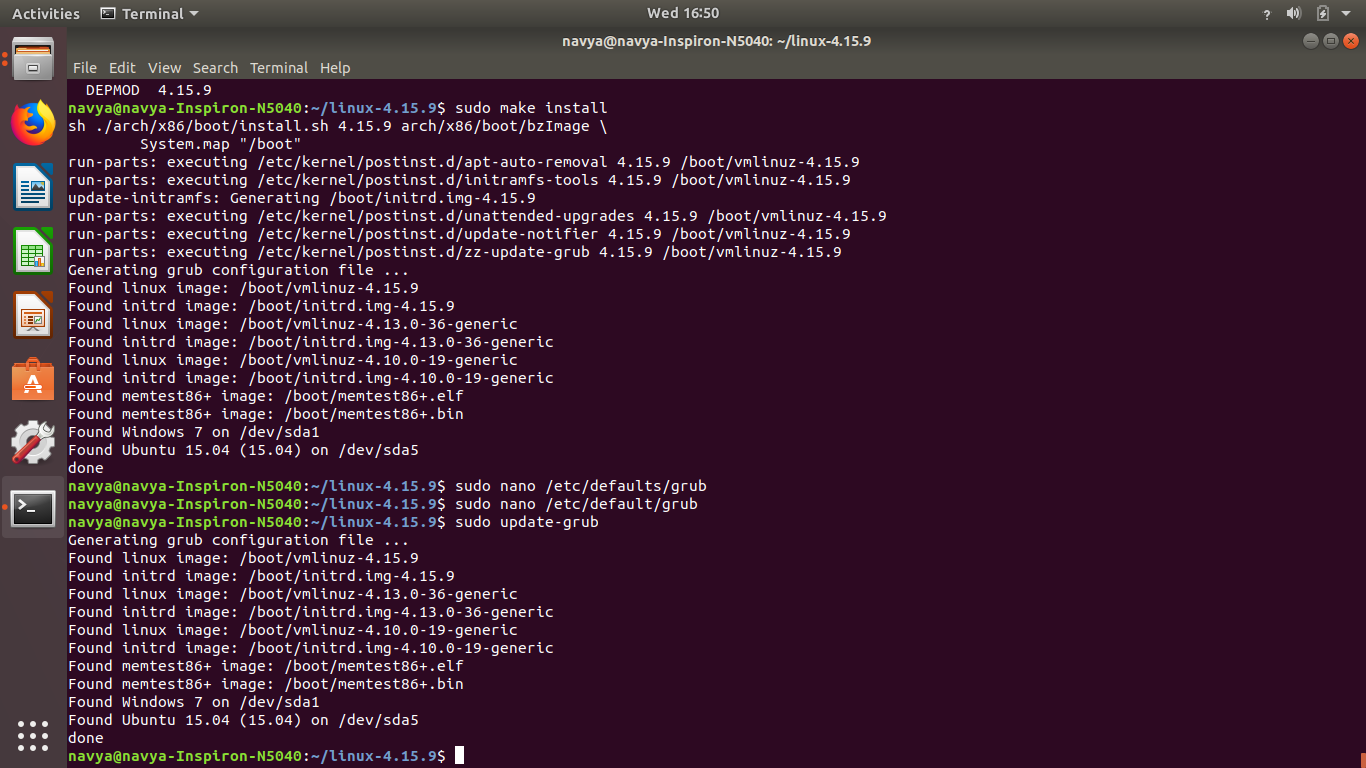 Activities Terminal Wed 16:50 ?
navya@navya-Inspiron-N5040: ~/linux-4.15.9
File Edit View Search Terminal Help
DEPMOD 4.15.9
navya@navya-Inspiron-N5040:~/linux-4.15.9$ sudo make install
sh ./arch/x86/boot/install.sh 4.15.9 arch/x86/boot/bzImage \
System.map "/boot"
run-parts: executing /etc/kernel/postinst.d/apt-auto-removal 4.15.9 /boot/vmlinuz-4.15.9
run-parts: executing /etc/kernel/postinst.d/initramfs-tools 4.15.9 /boot/vmlinuz-4.15.9
update-initramfs: Generating /boot/initrd.img-4.15.9
run-parts: executing /etc/kernel/postinst.d/unattended-upgrades 4.15.9 /boot/vmlinuz-4.15.9
run-parts: executing /etc/kernel/postinst.d/update-notifier 4.15.9 /boot/vmlinuz-4.15.9
run-parts: executing /etc/kernel/postinst.d/zz-update-grub 4.15.9 /boot/vmlinuz-4.15.9
Generating grub configuration file ...
Found linux image: /boot/vmlinuz-4.15.9
Found initrd image: /boot/initrd.img-4.15.9
Found linux image: /boot/vmlinuz-4.13.0-36-generic
Found initrd image: /boot/initrd.img-4.13.0-36-generic
Found linux image: /boot/vmlinuz-4.10.0-19-generic
Found initrd image: /boot/initrd.img-4.10.0-19-generic
Found memtest86+ image: /boot/memtest86+.elf
Found memtest86+ image: /boot/memtest86+.bin
Found Windows 7 on /dev/sda1
Found Ubuntu 15.04 (15.04) on /dev/sda5
done
navya@navya-Inspiron-N5040:~/linux-4.15.9$ sudo nano /etc/defaults/grub
navya@navya-Inspiron-N5040:~/linux-4.15.9$ sudo nano /etc/default/grub
navya@navya-Inspiron-N5040:~/linux-4.15.9$ sudo update-grub
Generating grub configuration file ...
Found linux image: /boot/vmlinuz-4.15.9
Found initrd image: /boot/initrd.img-4.15.9
Found linux image: /boot/vmlinuz-4.13.0-36-generic
Found initrd image: /boot/initrd.img-4.13.0-36-generic
Found linux image: /boot/vmlinuz-4.10.0-19-generic
Found initrd image: /boot/initrd.img-4.10.0-19-generic
Found memtest86+ image: /boot/memtest86+.elf
Found memtest86+ image: /boot/memtest86+.bin
Found Windows 7 on /dev/sda1
Found Ubuntu 15.04 (15.04) on /dev/sda5
done
navya@navya-Inspiron-N5040:~/linux-4.15.9$